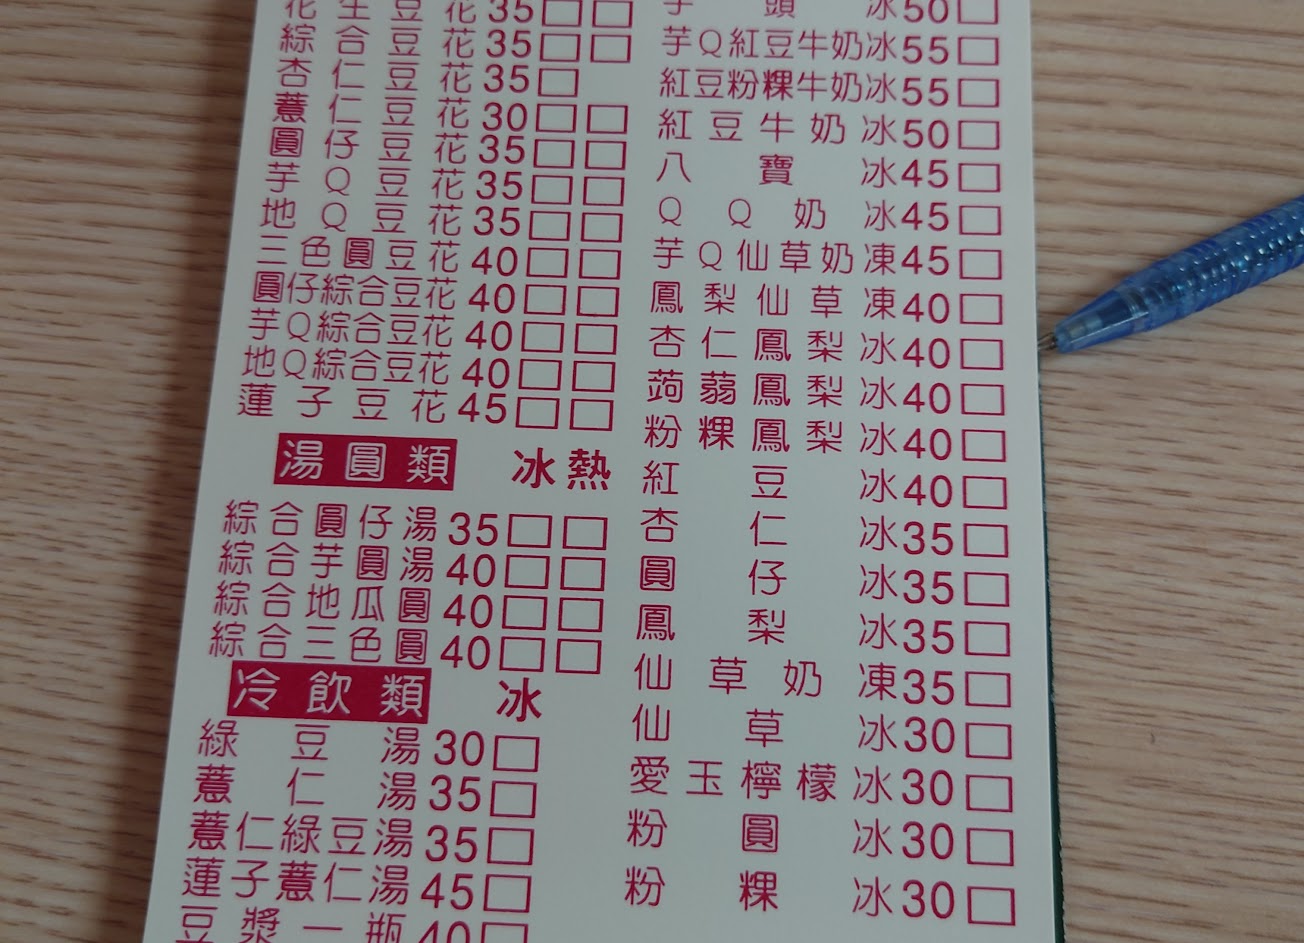 花生豆花35
綜合豆花35
杏仁豆花35
薏仁豆花30
圓仔豆花35
芋Q豆花35
地Q豆花35
三色圓豆花40
圓仔綜合豆花40
芋Q綜合豆花40
地Q綜合豆花40
蓮子豆花45
湯圓類 冰 熱
綜合圓仔湯35
綜合芋圓湯40
綜合地瓜圓40
綜合三色圓40
冷飲類 冰
綠豆湯30
薏仁湯35
薏仁綠豆湯35
蓮子薏仁湯45
豆漿一瓶40
芋頭冰50
芋Q紅豆牛奶冰55
紅豆粉粿牛奶冰55
紅豆牛奶冰50
八寶冰45
QQ奶冰45
芋Q仙草奶凍45
鳳梨仙草凍40
杏仁鳳梨冰40
蒟蒻鳳梨冰40
粉粿鳳梨冰40
紅豆冰40
杏仁冰35
圓仔冰35
鳳梨冰35
仙草奶凍35
仙草冰30
愛玉檸檬冰30
粉圓冰30
粉粿冰30